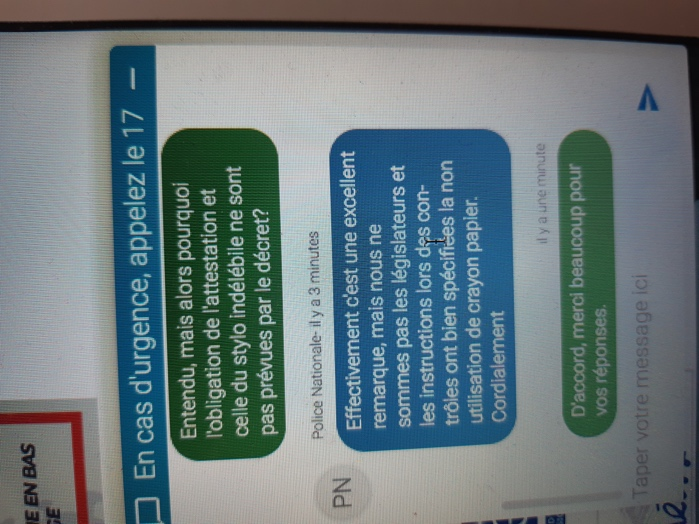 E EN BAS
GE
En cas d'urgence, appelez le 17
Entendu, mais alors pourquoi
l'obligation de l'attestation et
celle du stylo indélébile ne sont
pas prévues par le décret?
Police Nationale- il y a 3 minutes
PN
Effectivement c'est une excellent
remarque, mais nous ne
sommes pas les législateurs et
les instructions lors des con-
trôles ont bien spécifiées la non
utilisation de crayon papier.
Cordialement
il y a une minute
D'accord, merci beaucoup pour
vos réponses.
Taper votre message ici